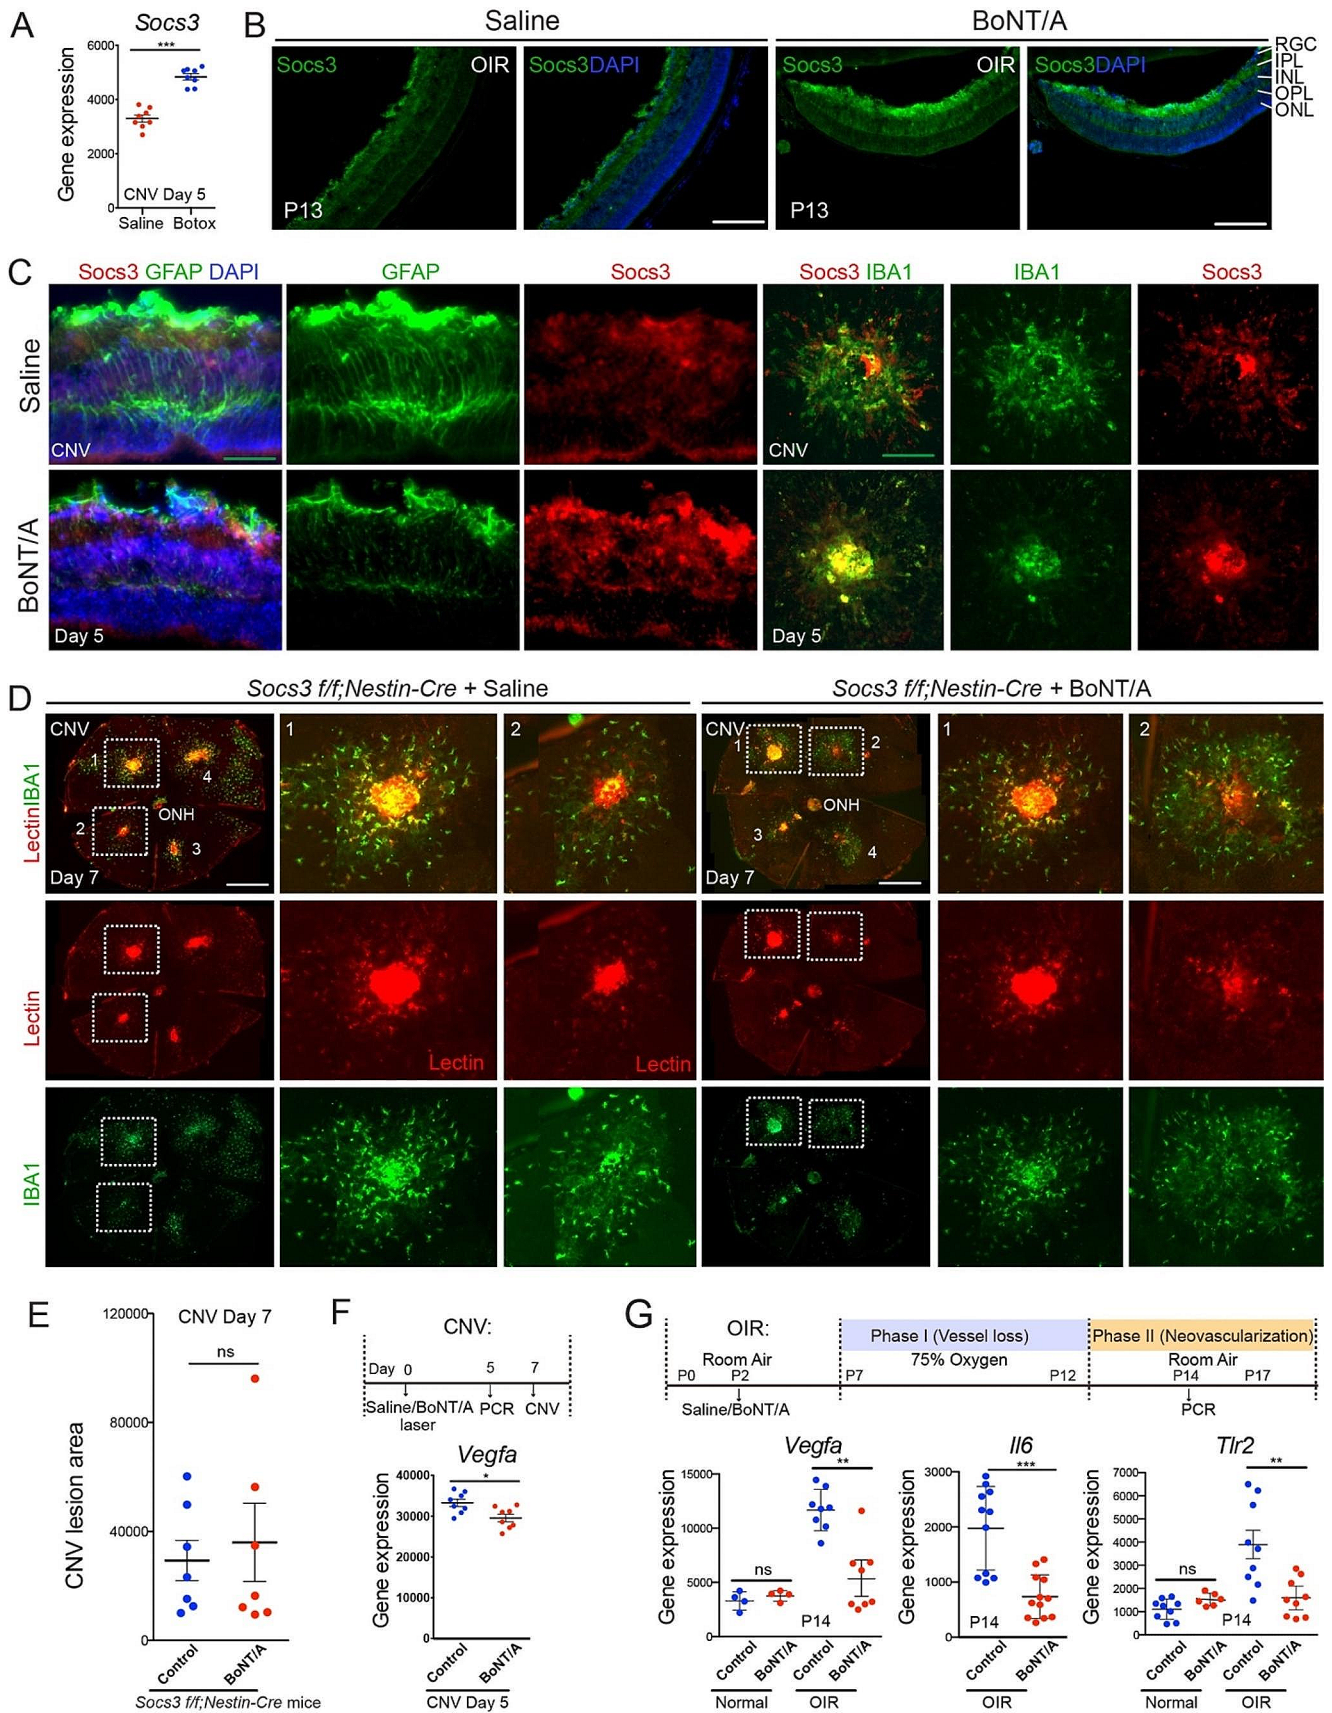 A
Socs3
Gene expression
6000
***
4000
2000
0
CNV Day 5
Saline Botox
B
Saline
BoNT/A
Socs3 OIR
P13
Socs3DAPI
Socs3 OIR
P13
Socs3DAPI
RGC
IPL
INL
OPL
ONL
C
Socs3 GFAP DAPI
GFAP
Socs3
Socs3 IBA1
IBA1
Socs3
Saline
CNV
CNV
BoNT/A
Day 5
Day 5
D
Socs3 f/f;Nestin-Cre + Saline
Socs3 f/f;Nestin-Cre + BoNT/A
LectinIBA1
CNV
1
4
ONH
2
3
Day 7
1
2
CNV
1
2
ONH
3
4
Day 7
1
2
Lectin
Lectin
Lectin
IBA1
E
CNV lesion area
120000
CNV Day 7
ns
80000
40000
0
Control
BoNT/A
Socs3 f/f;Nestin-Cre mice
F
CNV:
Day 0 5 7
Saline/BoNT/A PCR CNV
laser
Vegfa
Gene expression
40000
*
30000
20000
10000
0
Control
BoNT/A
CNV Day 5
G
OIR:
Phase I (Vessel loss)
Phase II (Neovascularization)
Room Air
75% Oxygen
Room Air
P0 P2 P7 P12 P14 P17
Saline/BoNT/A
PCR
Vegfa
Gene expression
15000
**
10000
ns
5000
P14
0
Control
BoNT/A
Control
BoNT/A
Normal
OIR
Il6
Gene expression
3000
***
2000
1000
P14
0
Control
BoNT/A
OIR
Tlr2
Gene expression
7000
**
6000
5000
4000
3000
ns
2000
1000
P14
0
Control
BoNT/A
Control
BoNT/A
Normal
OIR